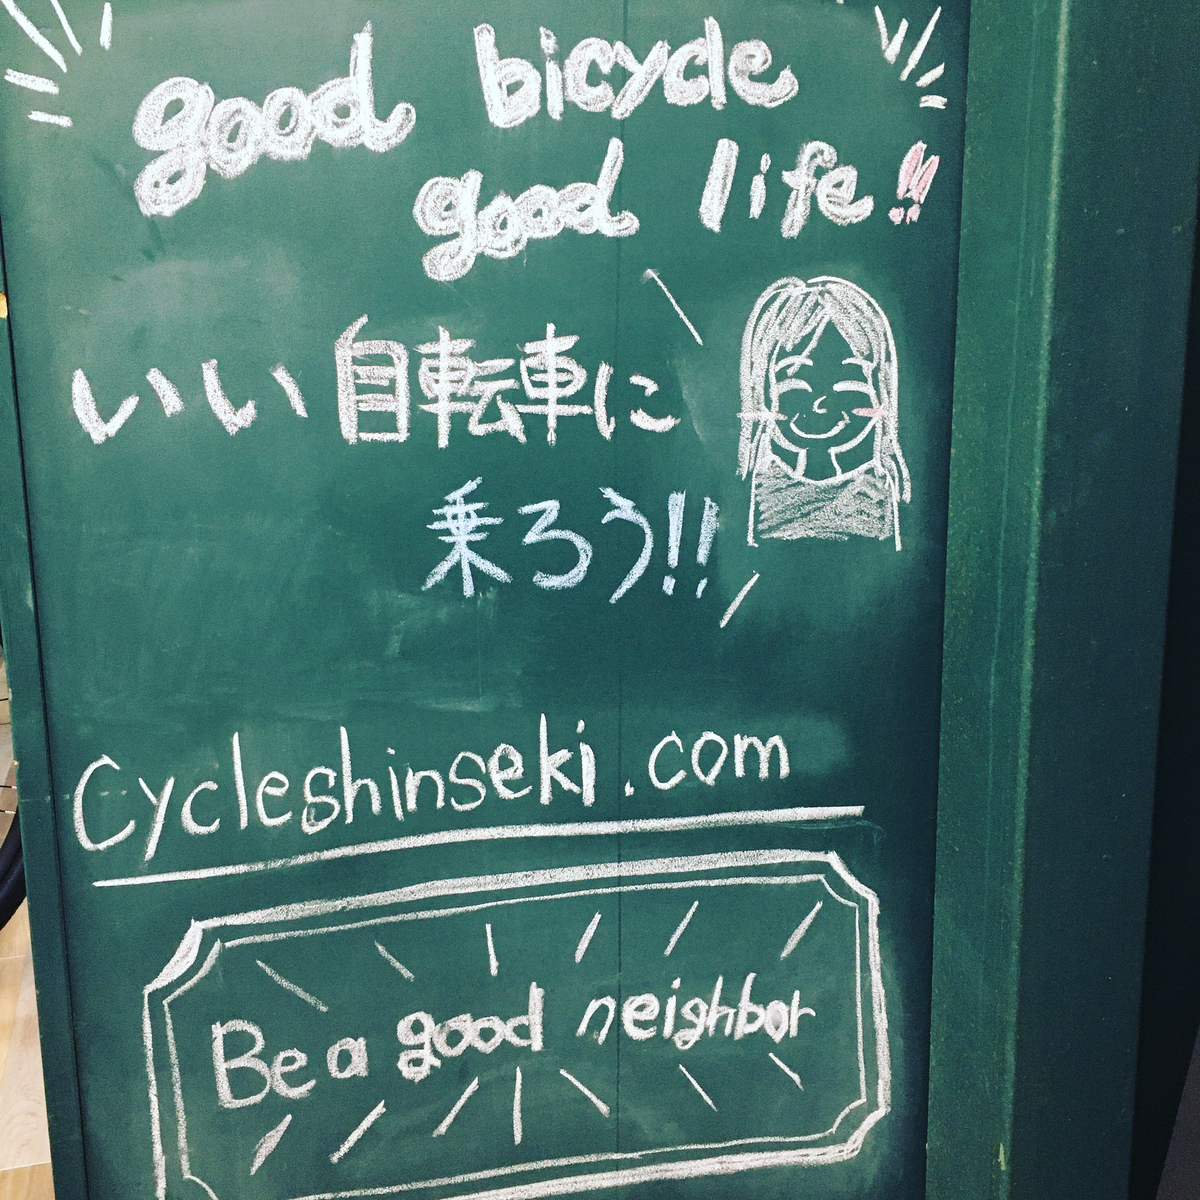 good bicycle
good life!!
いい自転車に
乗ろう!!
Cycleshinseki.com
Be a good neighbor